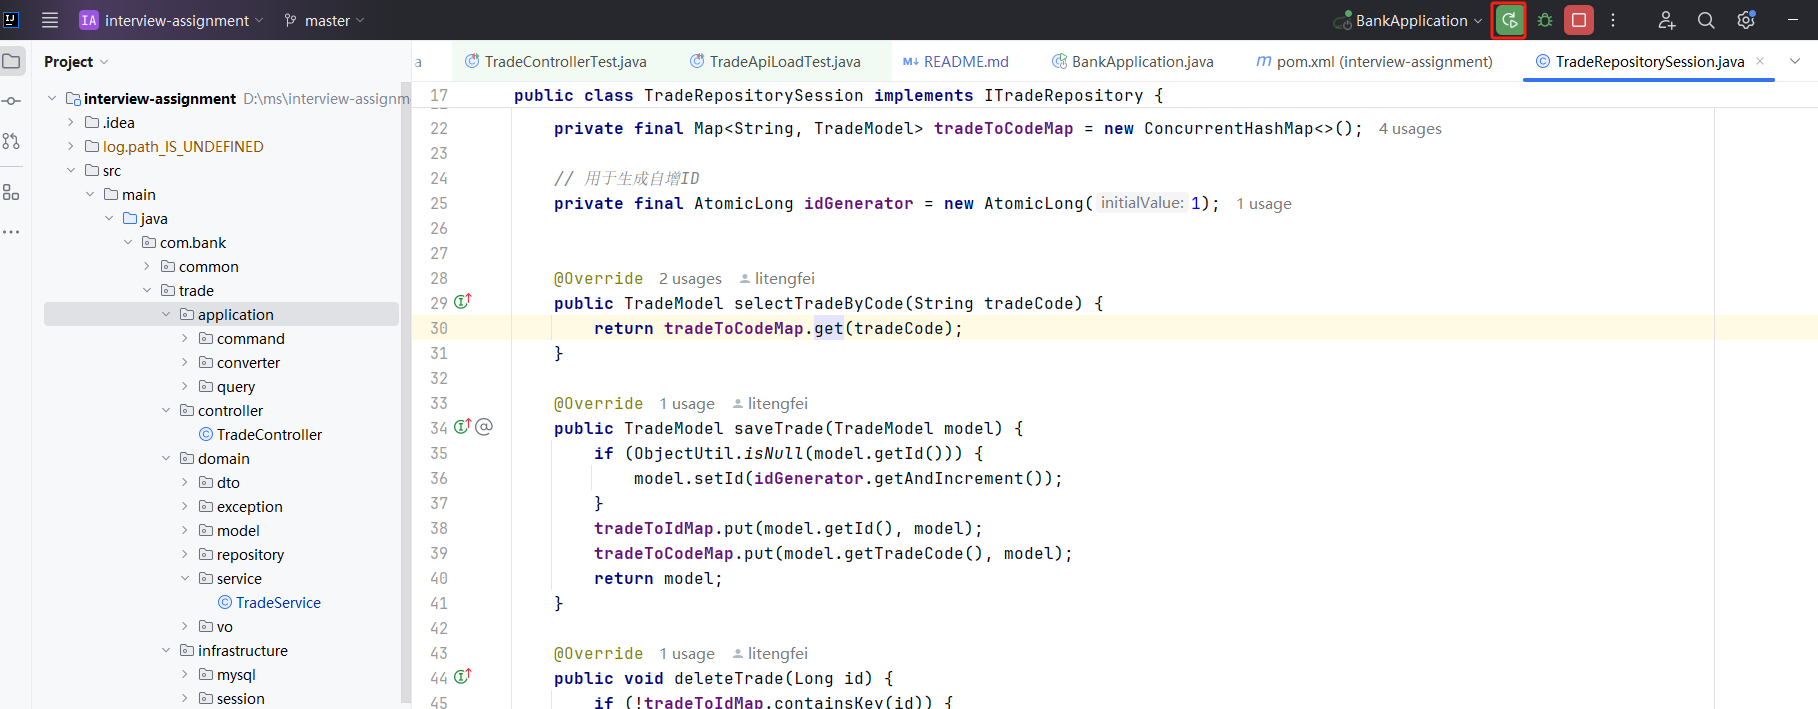 IJ IA interview-assignment master BankApplication
Project
a TradeControllerTest.java TradeApiLoadTest.java M↓ README.md BankApplication.java m pom.xml (interview-assignment) TradeRepositorySession.java
interview-assignment D:\ms\interview-assignm
.idea
log.path_IS_UNDEFINED
src
main
java
com.bank
common
trade
application
command
converter
query
controller
TradeController
domain
dto
exception
model
repository
service
TradeService
vo
infrastructure
mysql
session
17 public class TradeRepositorySession implements ITradeRepository {
22 private final Map<String, TradeModel> tradeToCodeMap = new ConcurrentHashMap<>(); 4 usages
23
24 // 用于生成自增ID
25 private final AtomicLong idGenerator = new AtomicLong( initialValue: 1); 1 usage
26
27
28 @Override 2 usages litengfei
29 public TradeModel selectTradeByCode(String tradeCode) {
30 return tradeToCodeMap.get(tradeCode);
31 }
32
33 @Override 1 usage litengfei
34 @ public TradeModel saveTrade(TradeModel model) {
35 if (ObjectUtil.isNull(model.getId())) {
36 model.setId(idGenerator.getAndIncrement());
37 }
38 tradeToIdMap.put(model.getId(), model);
39 tradeToCodeMap.put(model.getTradeCode(), model);
40 return model;
41 }
42
43 @Override 1 usage litengfei
44 public void deleteTrade(Long id) {
45 if (!tradeToIdMap.containsKey(id)) {